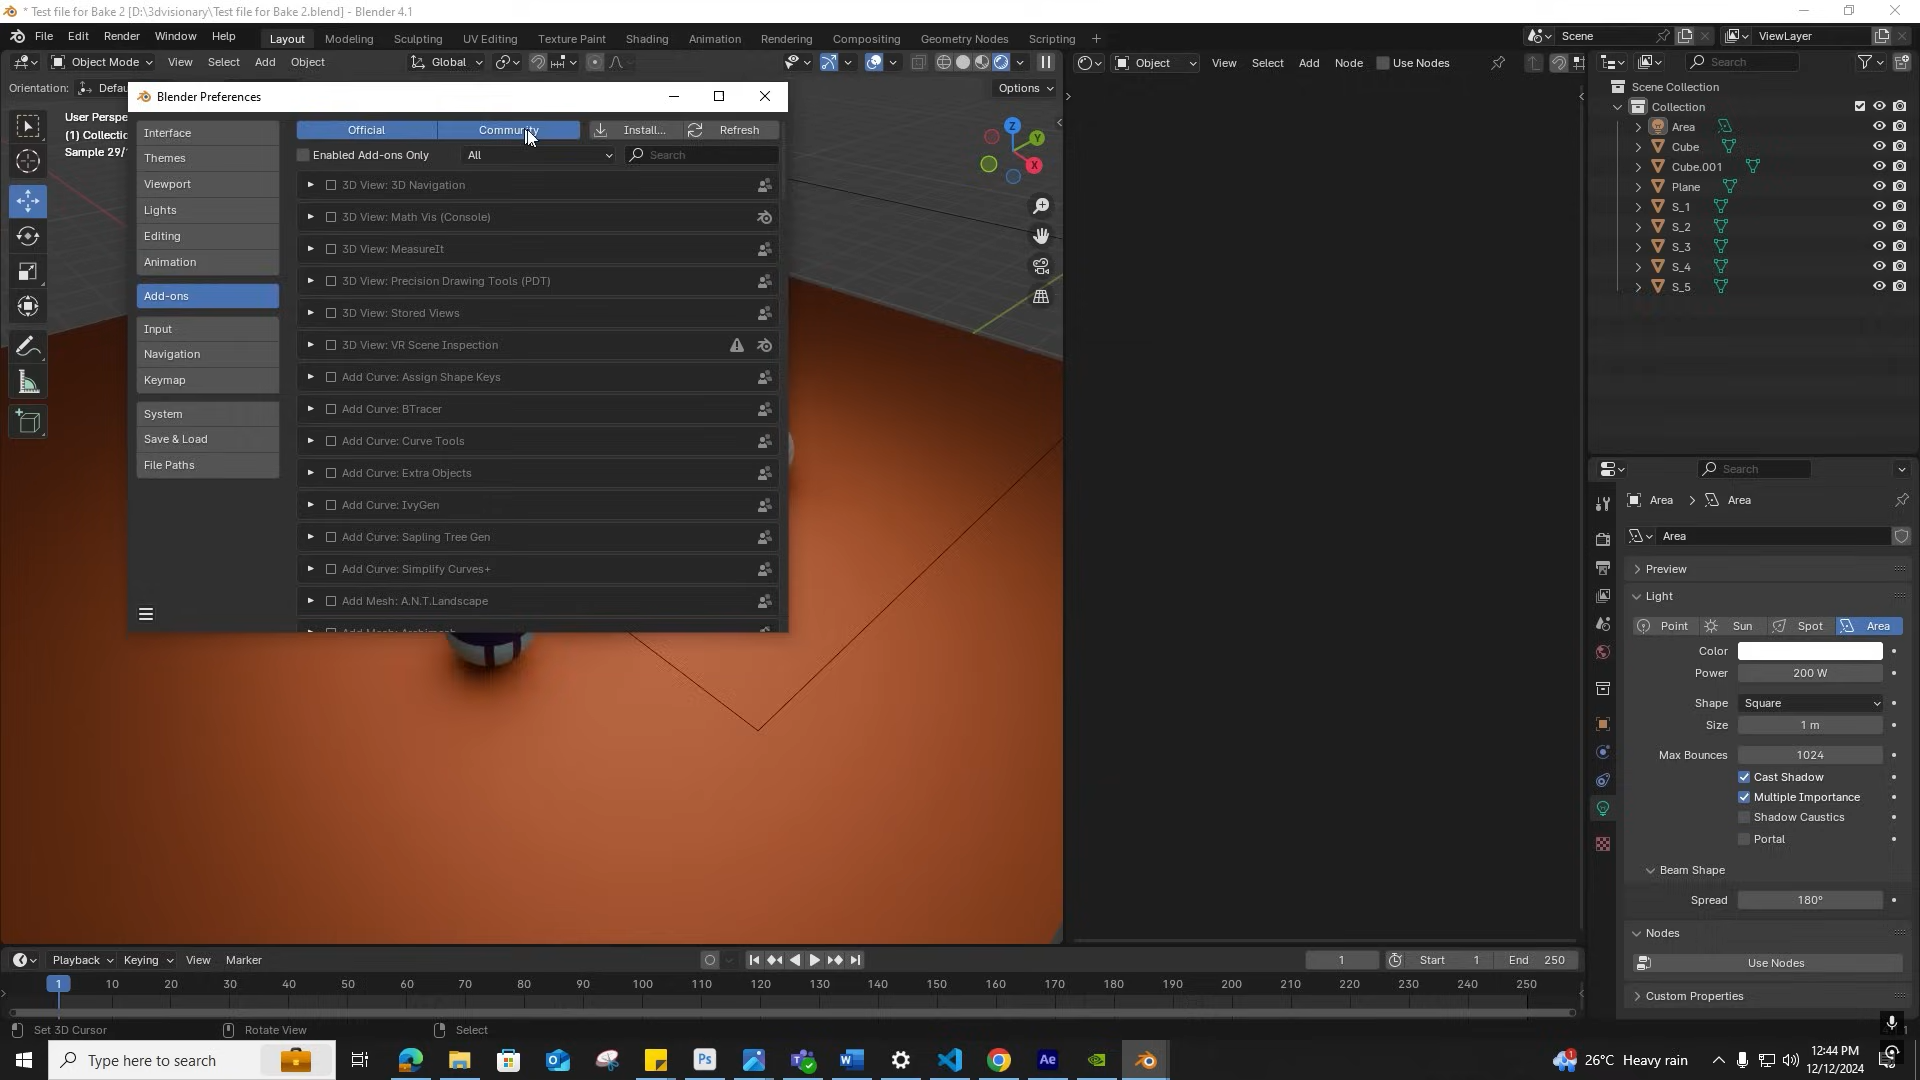 * Test file for Bake 2 [D:\3dvisionary\Test file for Bake 2.blend] - Blender 4.1
File Edit Render Window Help Layout Modeling Sculpting UV Editing Texture Paint Shading Animation Rendering Compositing Geometry Nodes Scripting + Scene ViewLayer
Object Mode View Select Add Object Global Object View Select Add Node Use Nodes Search
Orientation: Options
User Perspe
(1) Collectio
Sample 29/
Blender Preferences
Interface
Themes
Viewport
Lights
Editing
Animation
Add-ons
Input
Navigation
Keymap
System
Save & Load
File Paths
Official Community Install... Refresh
Enabled Add-ons Only All Search
3D View: 3D Navigation
3D View: Math Vis (Console)
3D View: MeasureIt
3D View: Precision Drawing Tools (PDT)
3D View: Stored Views
3D View: VR Scene Inspection
Add Curve: Assign Shape Keys
Add Curve: BTracer
Add Curve: Curve Tools
Add Curve: Extra Objects
Add Curve: IvyGen
Add Curve: Sapling Tree Gen
Add Curve: Simplify Curves+
Add Mesh: A.N.T.Landscape
Z
Y
X
Scene Collection
Collection
Area
Cube
Cube.001
Plane
S_1
S_2
S_3
S_4
S_5
Search
Area Area
Area
Preview
Light
Point Sun Spot Area
Color
Power 200 W
Shape Square
Size 1 m
Max Bounces 1024
Cast Shadow
Multiple Importance
Shadow Caustics
Portal
Beam Shape
Spread 180°
Nodes
Use Nodes
Custom Properties
Playback Keying View Marker 1 Start 1 End 250
1 10 20 30 40 50 60 70 80 90 100 110 120 130 140 150 160 170 180 190 200 210 220 230 240 250
Set 3D Cursor Rotate View Select
Type here to search Ps Ae 1 26°C Heavy rain 12:44 PM
12/12/2024